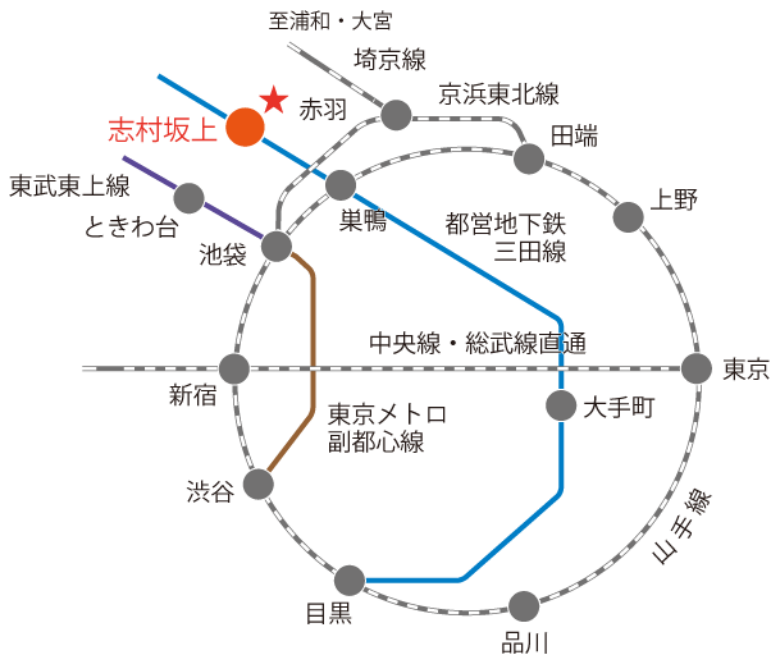 至浦和・大宮
埼京線
京浜東北線
赤羽
志村坂上
田端
東武東上線
ときわ台
巣鴨
上野
都営地下鉄
三田線
池袋
中央線・総武線直通
東京
新宿
東京メトロ
副都心線
大手町
渋谷
山手線
目黒
品川